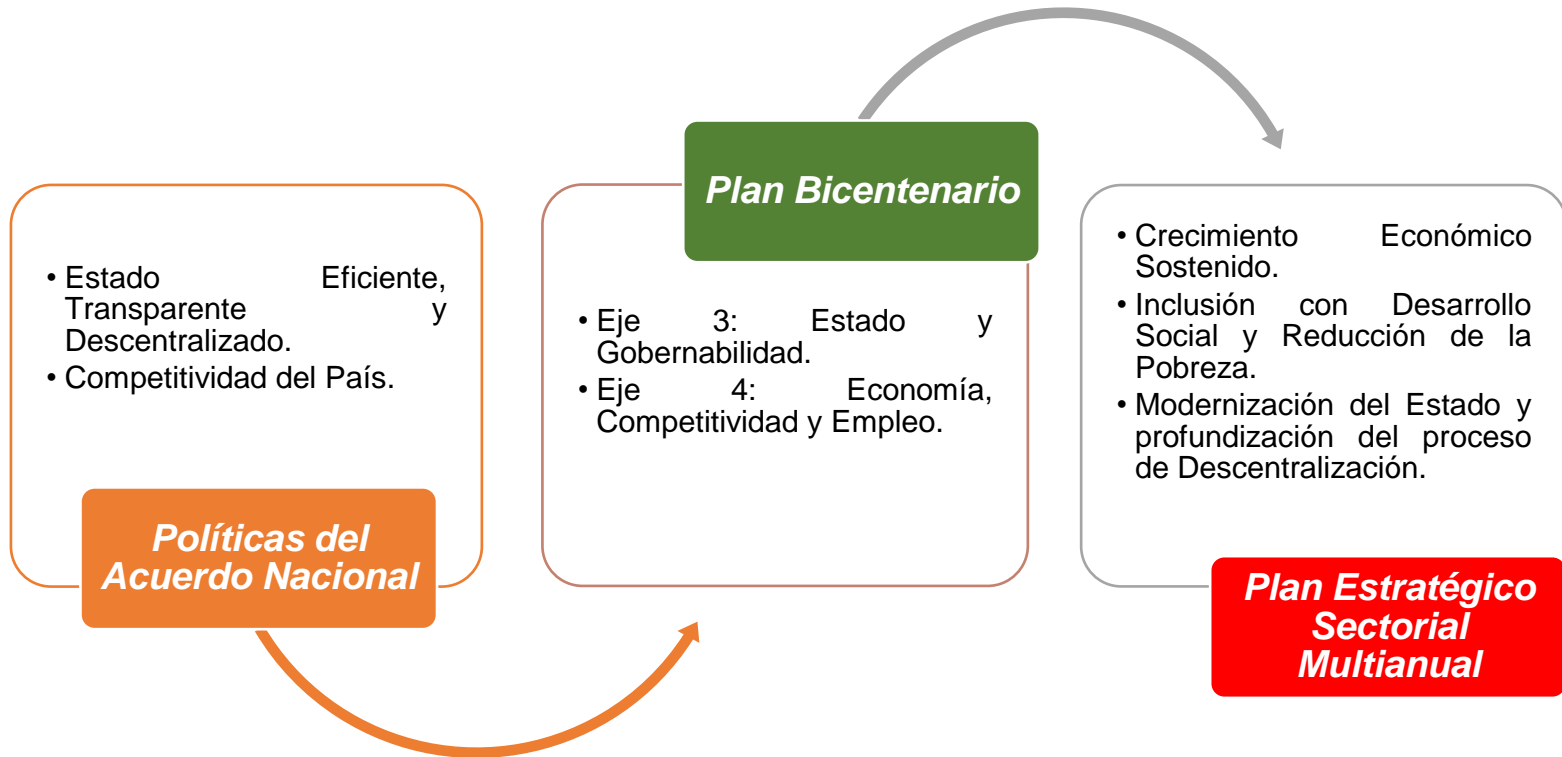 • Estado Eficiente,
Transparente y
Descentralizado.
• Competitividad del País.
Políticas del
Acuerdo Nacional
Plan Bicentenario
• Eje 3: Estado y
Gobernabilidad.
• Eje 4: Economía,
Competitividad y Empleo.
• Crecimiento Económico
Sostenido.
• Inclusión con Desarrollo
Social y Reducción de la
Pobreza.
• Modernización del Estado y
profundización del proceso
de Descentralización.
Plan Estratégico
Sectorial
Multianual